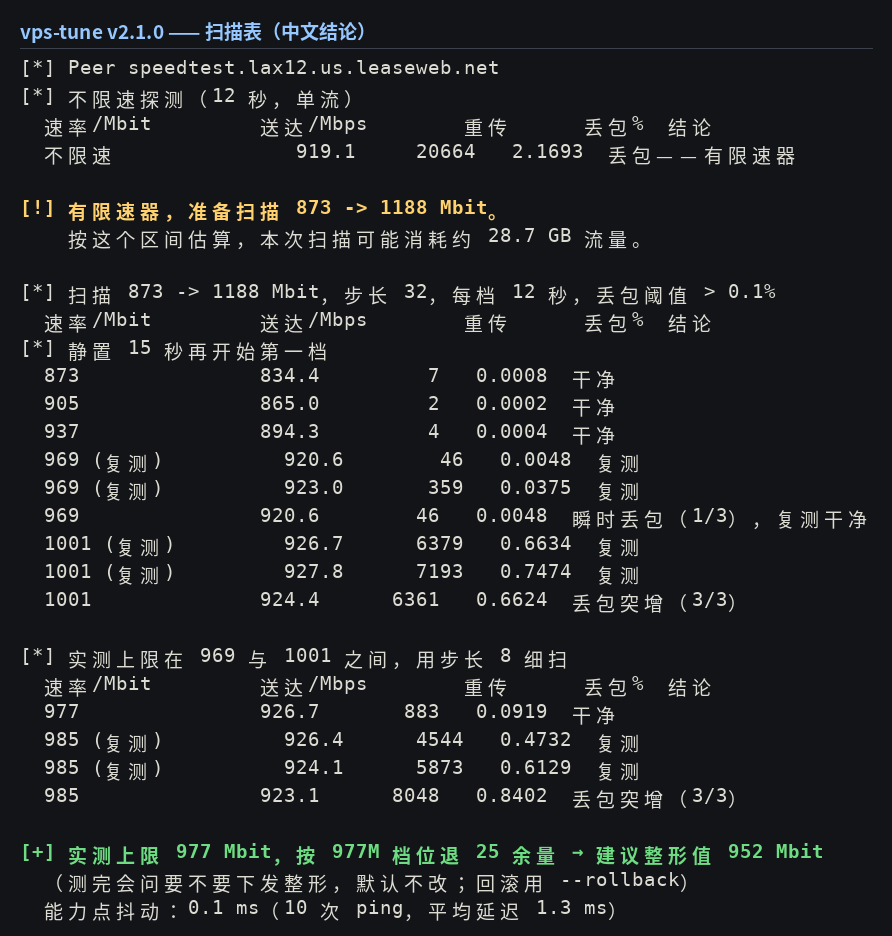 vps-tune v2.1.0 —— 扫描表（中文结论）
[*] Peer speedtest.lax12.us.leaseweb.net
[*] 不限速探测（12 秒，单流）
速率/Mbit 送达/Mbps 重传 丢包% 结论
不限速 919.1 20664 2.1693 丢包——有限速器
[!] 有限速器，准备扫描 873 -> 1188 Mbit。
按这个区间估算，本次扫描可能消耗约 28.7 GB 流量。
[*] 扫描 873 -> 1188 Mbit，步长 32，每档 12 秒，丢包阈值 > 0.1%
速率/Mbit 送达/Mbps 重传 丢包% 结论
[*] 静置 15 秒再开始第一档
873 834.4 7 0.0008 干净
905 865.0 2 0.0002 干净
937 894.3 4 0.0004 干净
969 (复测) 920.6 46 0.0048 复测
969 (复测) 923.0 359 0.0375 复测
969 920.6 46 0.0048 瞬时丢包（1/3），复测干净
1001 (复测) 926.7 6379 0.6634 复测
1001 (复测) 927.8 7193 0.7474 复测
1001 924.4 6361 0.6624 丢包突增（3/3）
[*] 实测上限在 969 与 1001 之间，用步长 8 细扫
速率/Mbit 送达/Mbps 重传 丢包% 结论
977 926.7 883 0.0919 干净
985 (复测) 926.4 4544 0.4732 复测
985 (复测) 924.1 5873 0.6129 复测
985 923.1 8048 0.8402 丢包突增（3/3）
[+] 实测上限 977 Mbit，按 977M 档位退 25 余量 → 建议整形值 952 Mbit
（测完会问要不要下发整形，默认不改；回滚用 --rollback）
能力点抖动：0.1 ms（10 次 ping，平均延迟 1.3 ms）